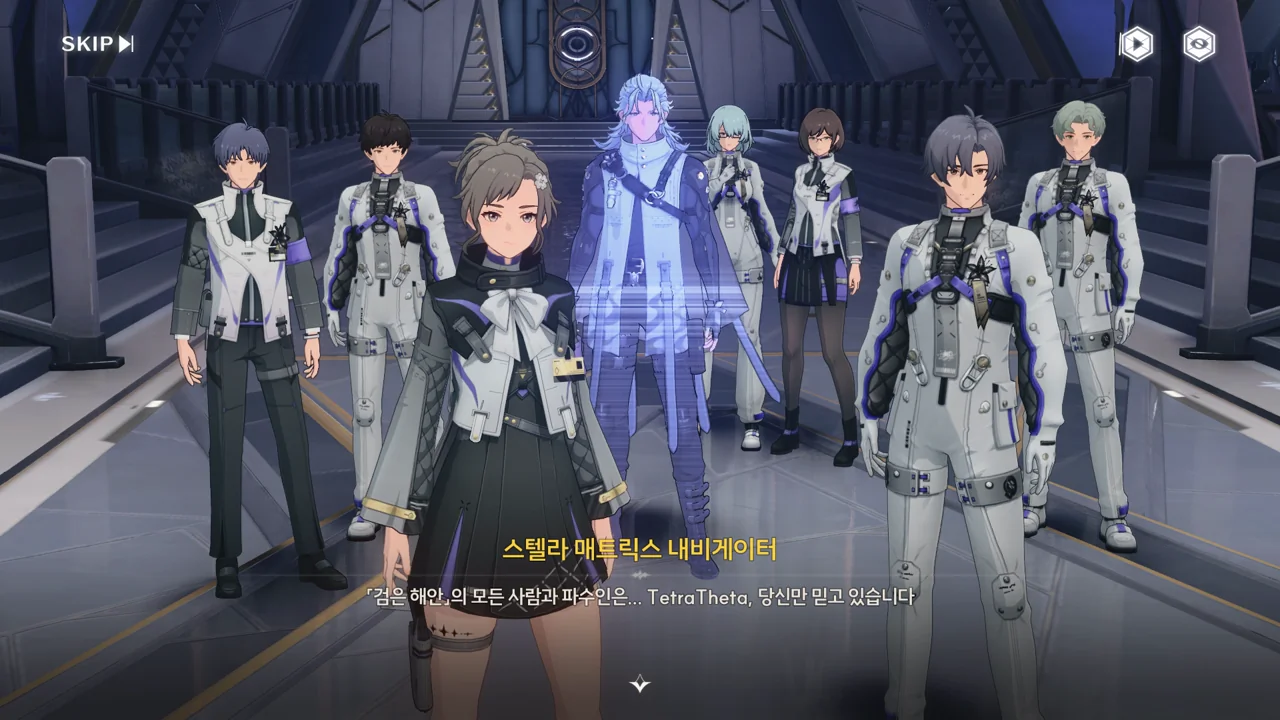 SKIP
스텔라 매트릭스 내비게이터
「검은 해안」의 모든 사람과 파수인은... TetraTheta, 당신만 믿고 있습니다